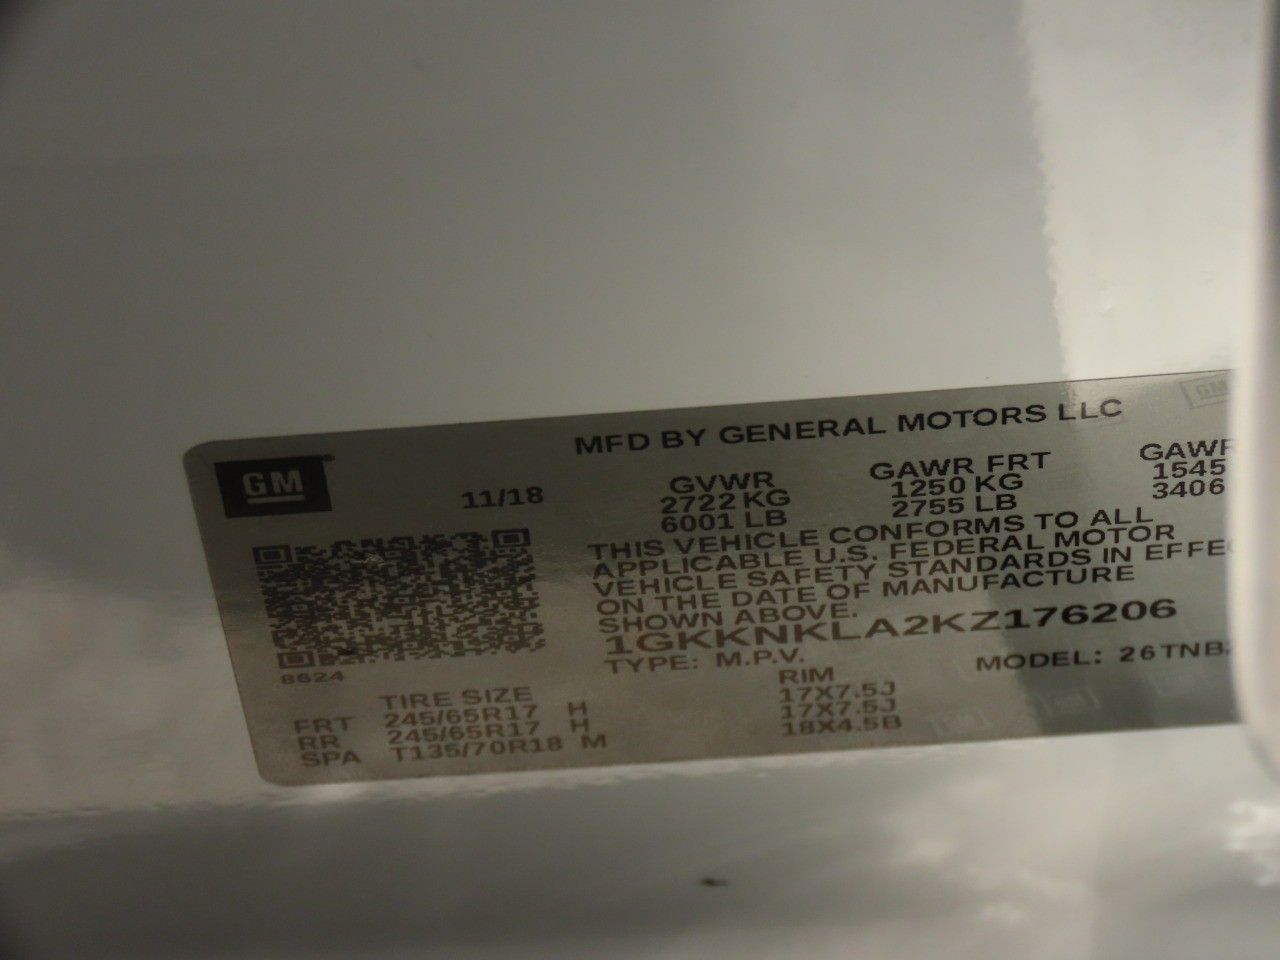 GM
MFD BY GENERAL MOTORS LLC
11/18
GVWR GAWR FRT GAWR
2722 KG 1250 KG 1545
6001 LB 2755 LB 3406
THIS VEHICLE CONFORMS TO ALL
APPLICABLE U.S. FEDERAL MOTOR
VEHICLE SAFETY STANDARDS IN EFFE
ON THE DATE OF MANUFACTURE
SHOWN ABOVE.
1GKKNKLA2KZ176206
TYPE: M.P.V. MODEL: 26TNB
8624
TIRE SIZE RIM
FRT 245/65R17 H 17X7.5J
RR 245/65R17 H 17X7.5J
SPA T135/70R18 M 18X4.5B